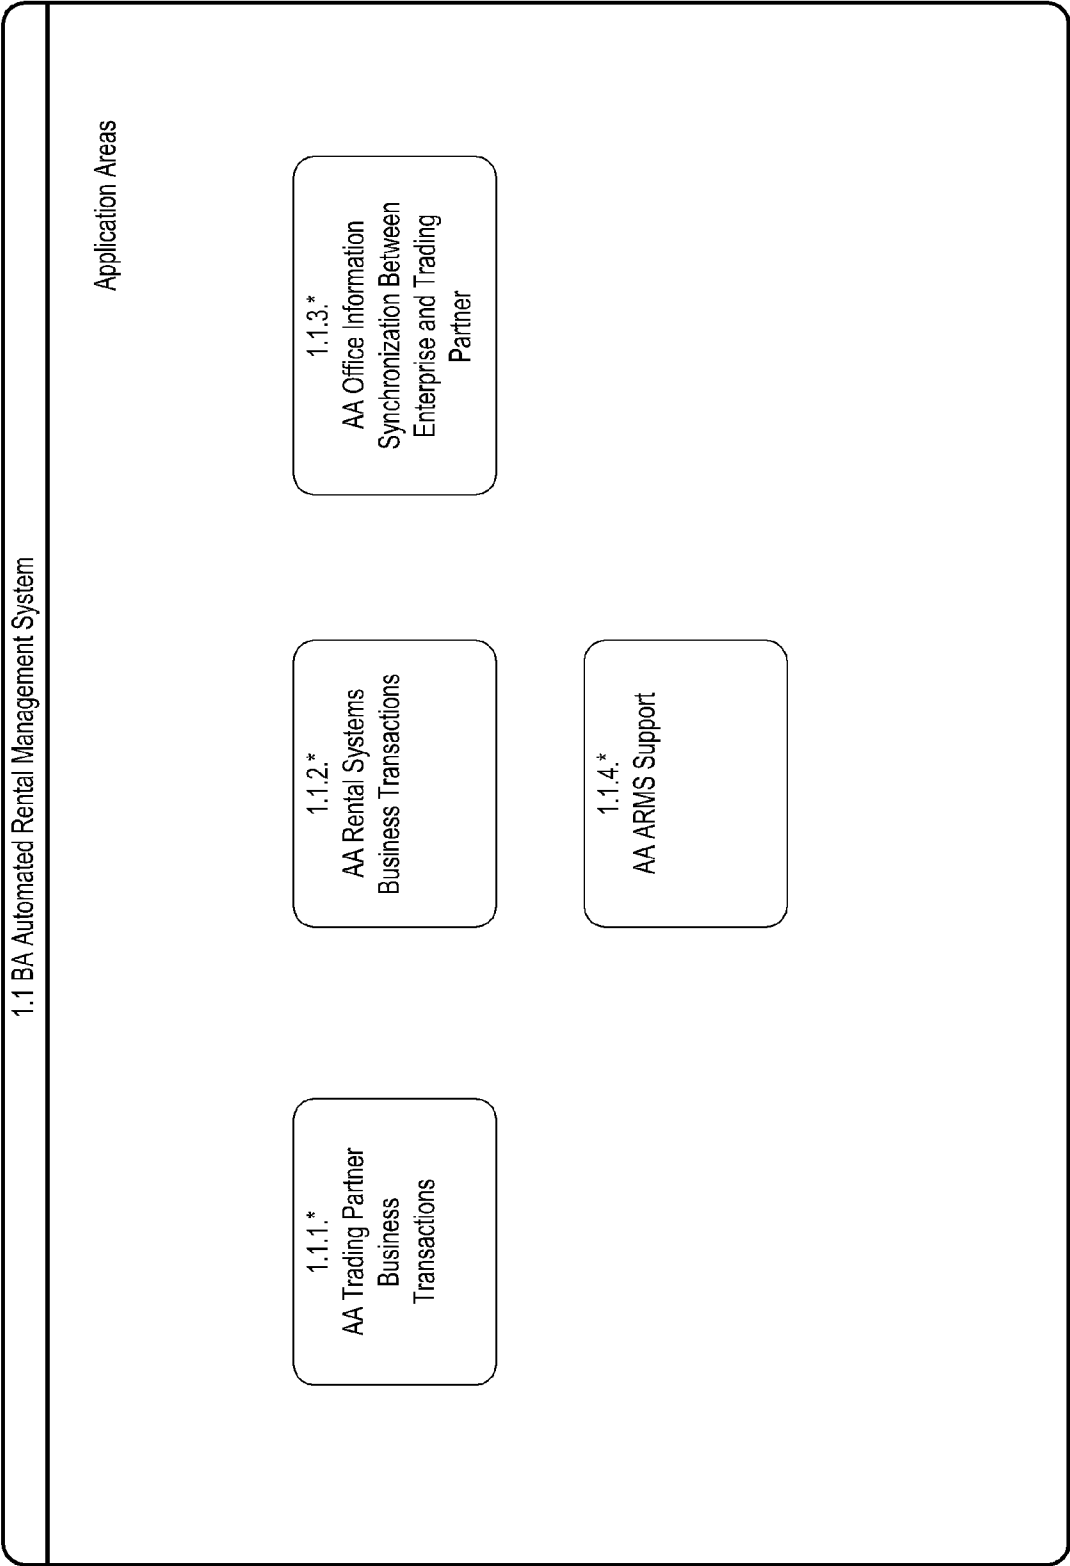 1.1 BA Automated Rental Management System
Application Areas
1.1.1.*
AA Trading Partner
Business
Transactions
1.1.2.*
AA Rental Systems
Business Transactions
1.1.3.*
AA Office Information
Synchronization Between
Enterprise and Trading
Partner
1.1.4.*
AA ARMS Support